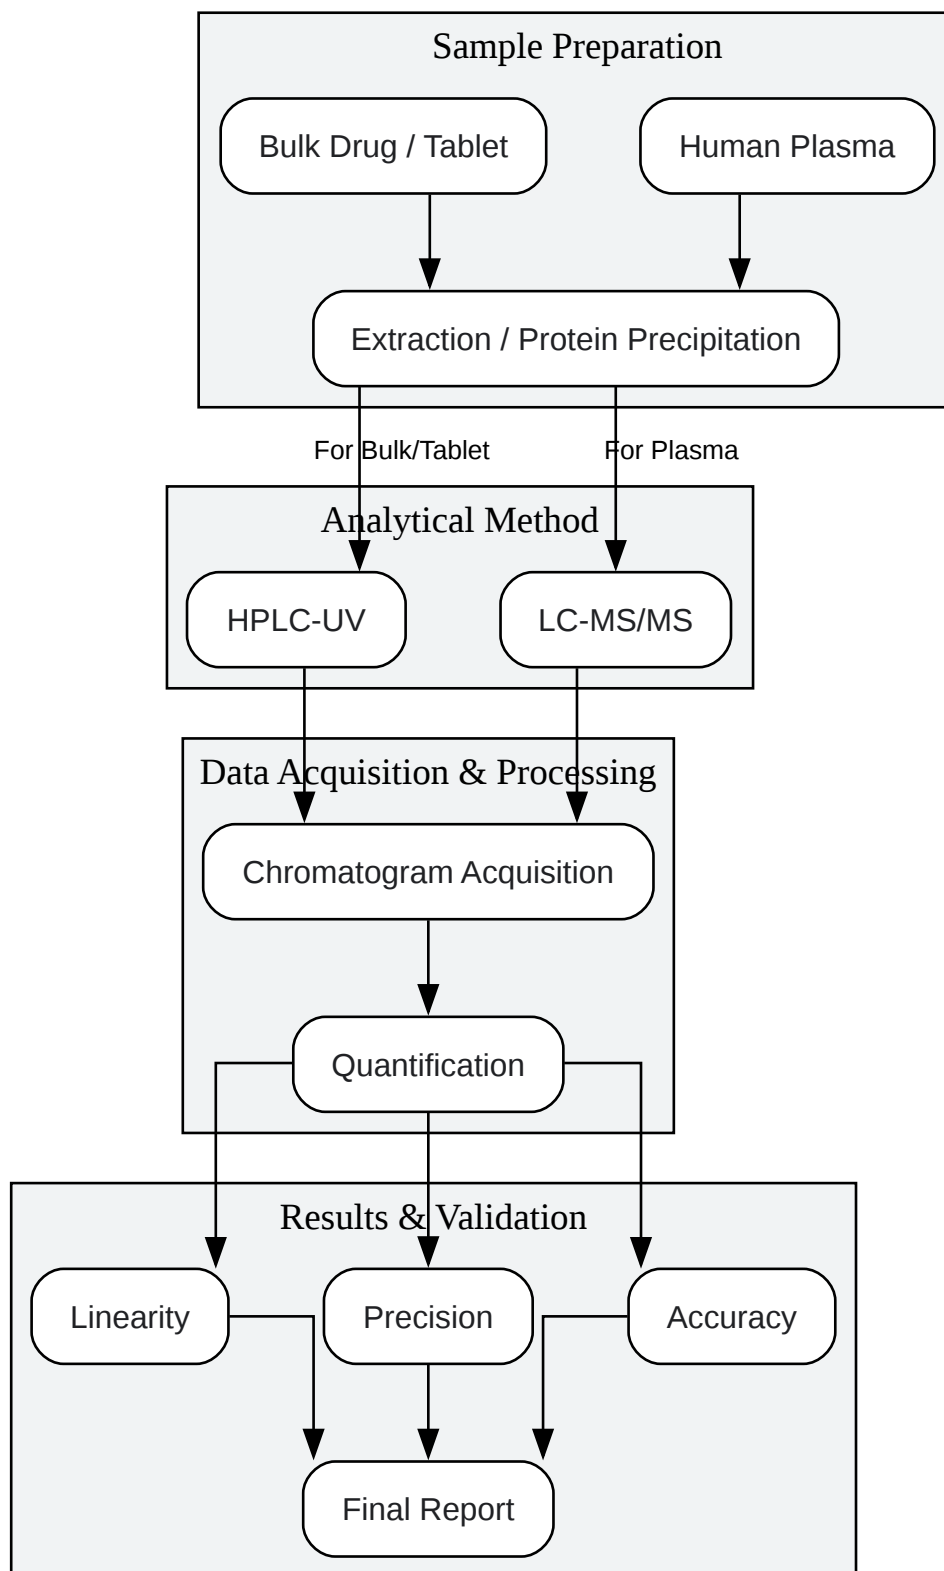 Sample Preparation
Bulk Drug / Tablet
Human Plasma
Extraction / Protein Precipitation
For Bulk/Tablet
For Plasma
Analytical Method
HPLC-UV
LC-MS/MS
Data Acquisition & Processing
Chromatogram Acquisition
Quantification
Results & Validation
Linearity
Precision
Accuracy
Final Report